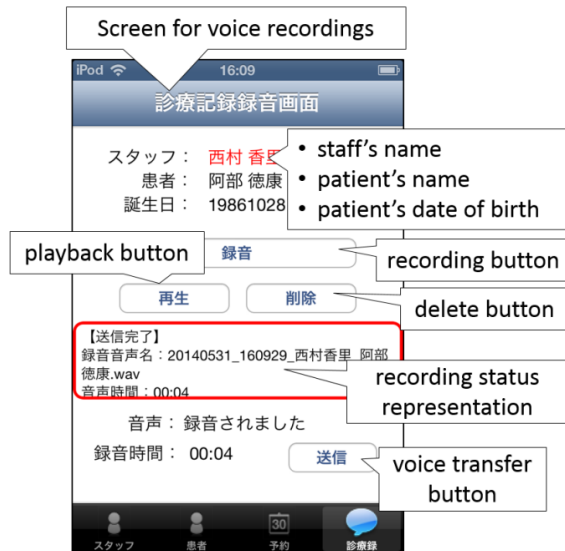 Screen for voice recordings
iPod 16:09
診療記録録音画面
スタッフ： 西村 香里
• staff's name
患者： 阿部 徳康
• patient's name
誕生日： 19861028
• patient's date of birth
playback button
録音
recording button
再生 削除
delete button
【送信完了】
録音音声名：20140531_160929_西村香里_阿部
徳康.wav
音声時間：00:04
recording status
representation
音声： 録音されました
録音時間： 00:04 送信
voice transfer
button
30
スタッフ 患者 予約 診療録